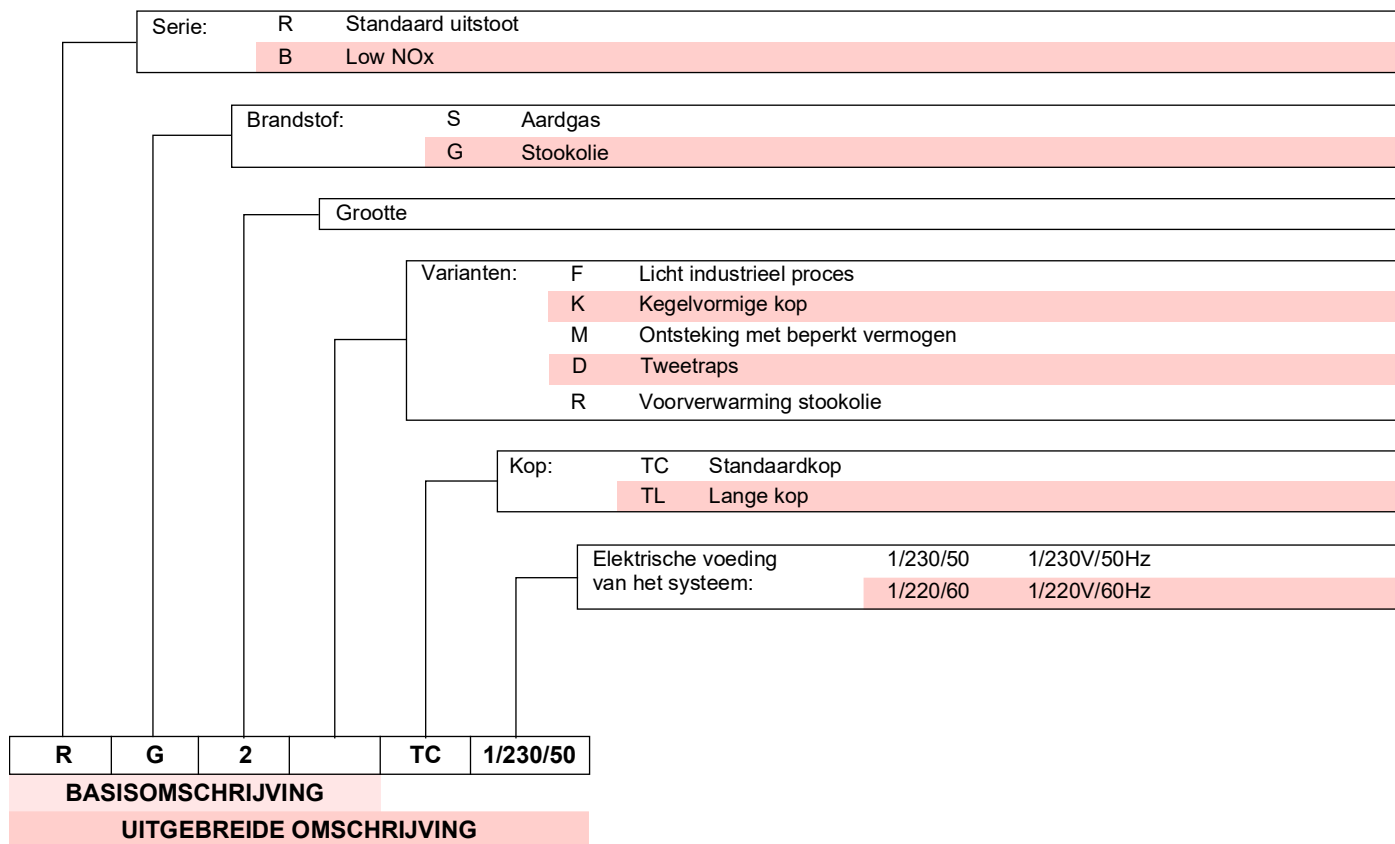 Serie: R Standaard uitstoot
B Low NOx
Brandstof: S Aardgas
G Stookolie
Grootte
Varianten: F Licht industrieel proces
K Kegelvormige kop
M Ontsteking met beperkt vermogen
D Tweetraps
R Voorverwarming stookolie
Kop: TC Standaardkop
TL Lange kop
Elektrische voeding 1/230/50 1/230V/50Hz
van het systeem: 1/220/60 1/220V/60Hz
R G 2 TC 1/230/50
BASISOMSCHRIJVING
UITGEBREIDE OMSCHRIJVING